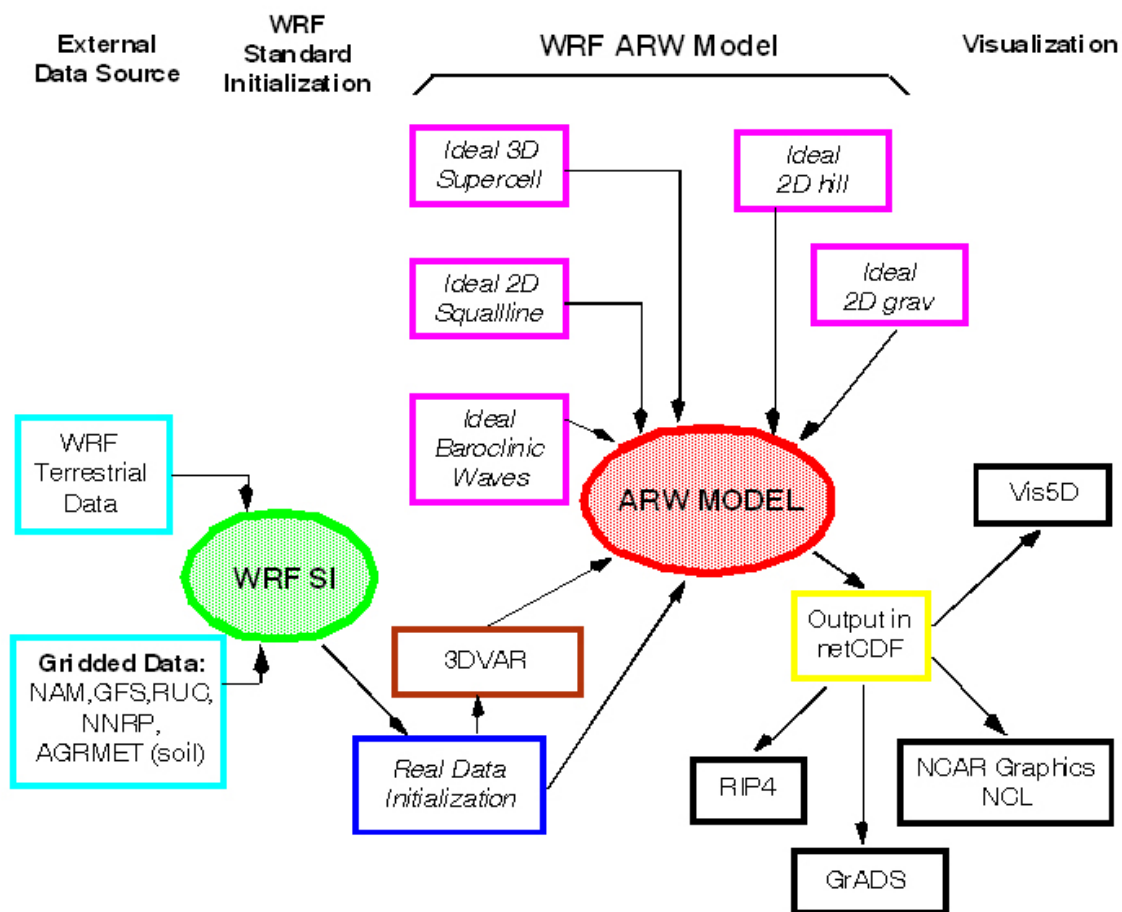 External
Data Source
WRF
Standard
Initialization
WRF ARW Model
Visualization
Ideal 3D
Supercell
Ideal
2D hill
Ideal 2D
Squallline
Ideal
2D grav
Ideal
Baroclinic
Waves
WRF
Terrestrial
Data
ARW MODEL
Vis5D
WRF SI
Output in
netCDF
Gridded Data:
NAM,GFS,RUC,
NNRP,
AGRMET (soil)
3DVAR
Real Data
Initialization
RIP4
NCAR Graphics
NCL
GrADS